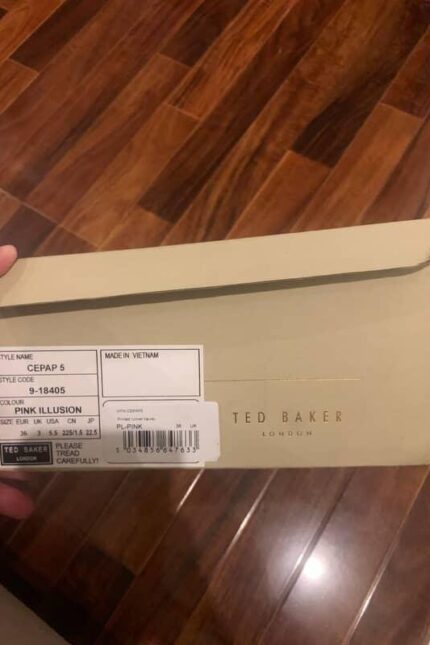 STYLE NAME
CEPAP 5
STYLE CODE
9-18405
COLOUR
PINK ILLUSION
SIZE EUR UK USA CN JP
36 3 5.5 225/1.5 22.5
TED BAKER
LONDON
PLEASE
TREAD
CAREFULLY!
MADE IN VIETNAM
PL-PINK 36 UK
5 034856 647633
TED BAKER
LONDON